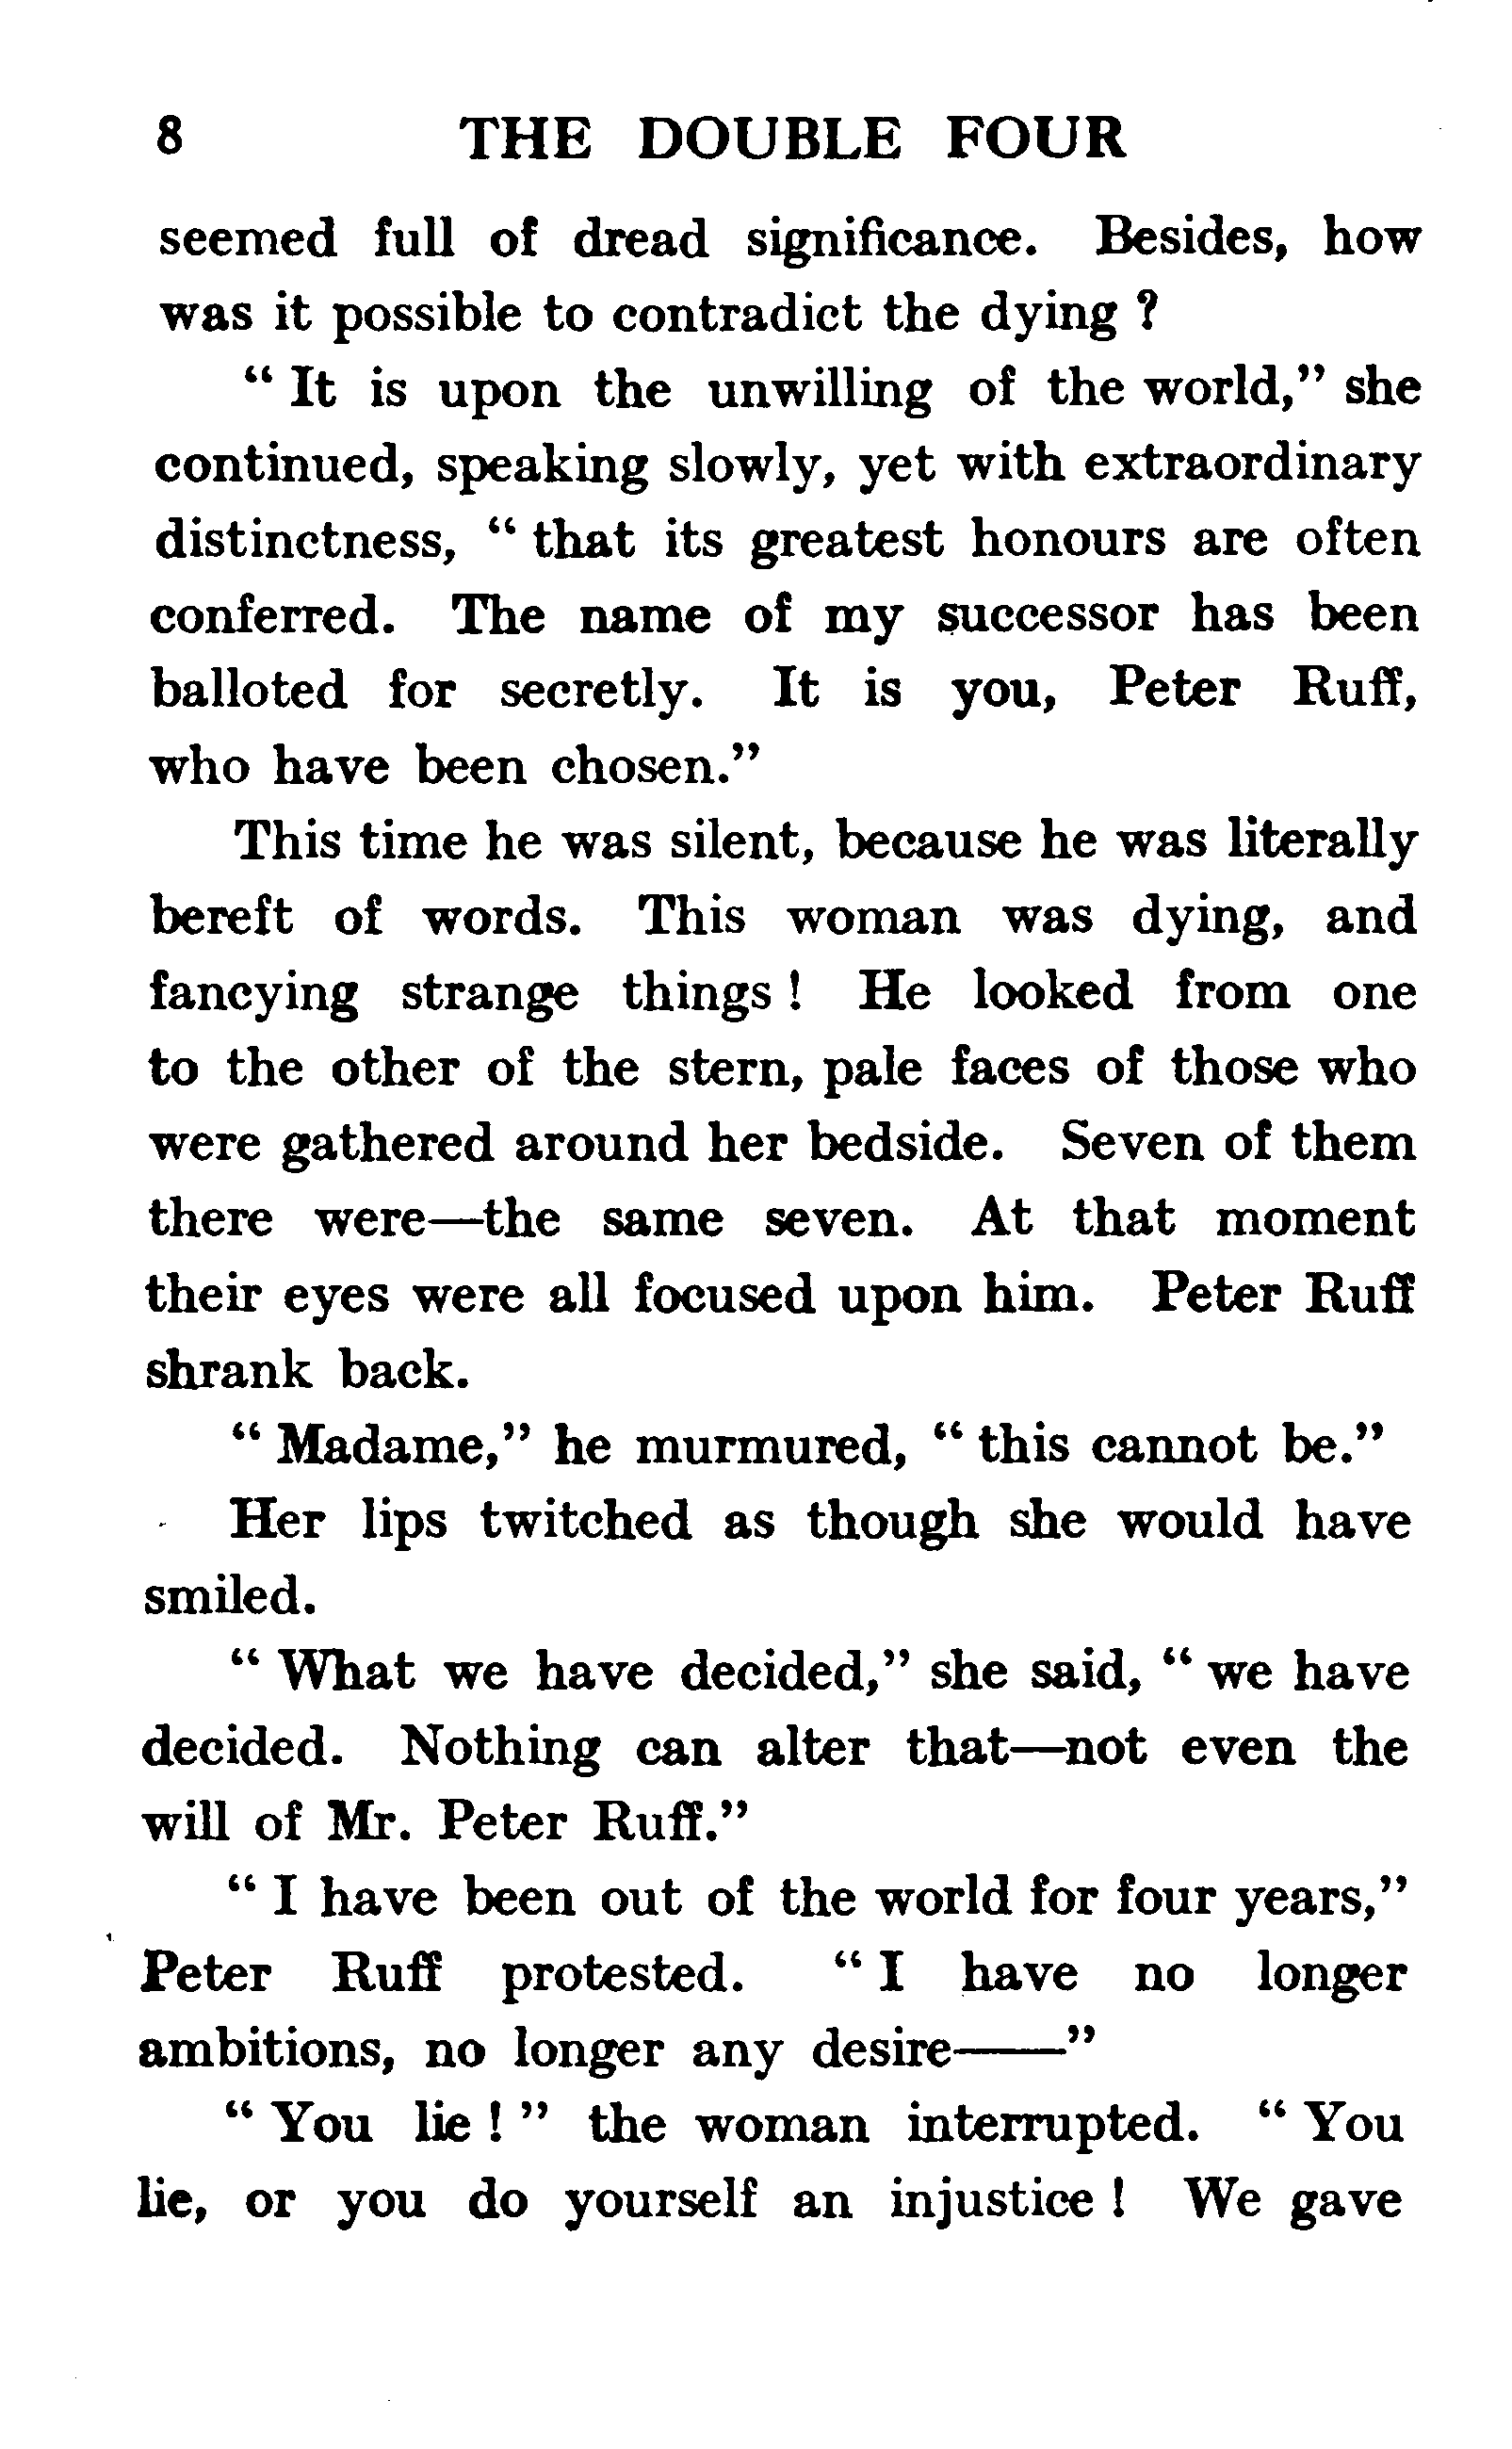 8 THE DOUBLE FOUR
seemed full of dread significance. Besides, how
was it possible to contradict the dying ?
“ It is upon the unwilling of the world,” she
continued, speaking slowly, yet with extraordinary
distinctness, “ that its greatest honours are often
conferred. The name of my successor has been
balloted for secretly. It is you, Peter Ruff,
who have been chosen.”
This time he was silent, because he was literally
bereft of words. This woman was dying, and
fancying strange things ! He looked from one
to the other of the stern, pale faces of those who
were gathered around her bedside. Seven of them
there were—the same seven. At that moment
their eyes were all focused upon him. Peter Ruff
shrank back.
“ Madame,” he murmured, “ this cannot be.”
Her lips twitched as though she would have
smiled.
“ What we have decided,” she said, “ we have
decided. Nothing can alter that—not even the
will of Mr. Peter Ruff.”
“ I have been out of the world for four years,”
Peter Ruff protested. “ I have no longer
ambitions, no longer any desire——”
“ You lie ! ” the woman interrupted. “ You
lie, or you do yourself an injustice ! We gave